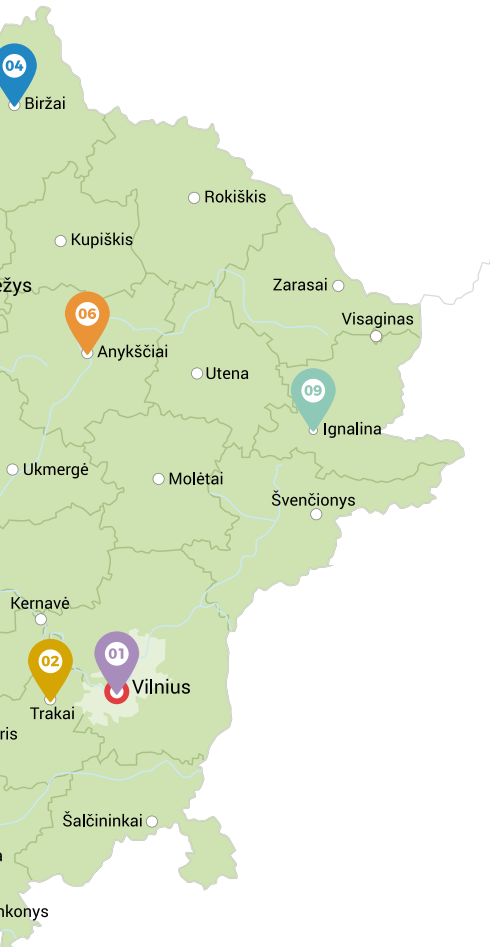 04
Biržai
Rokiškis
Kupiškis
ėžys
Zarasai
06
Visaginas
Anykščiai
Utena
09
Ignalina
Ukmergė
Molėtai
Švenčionys
Kernavė
01
02
Vilnius
Trakai
ris
Šalčininkai
a
nkonys